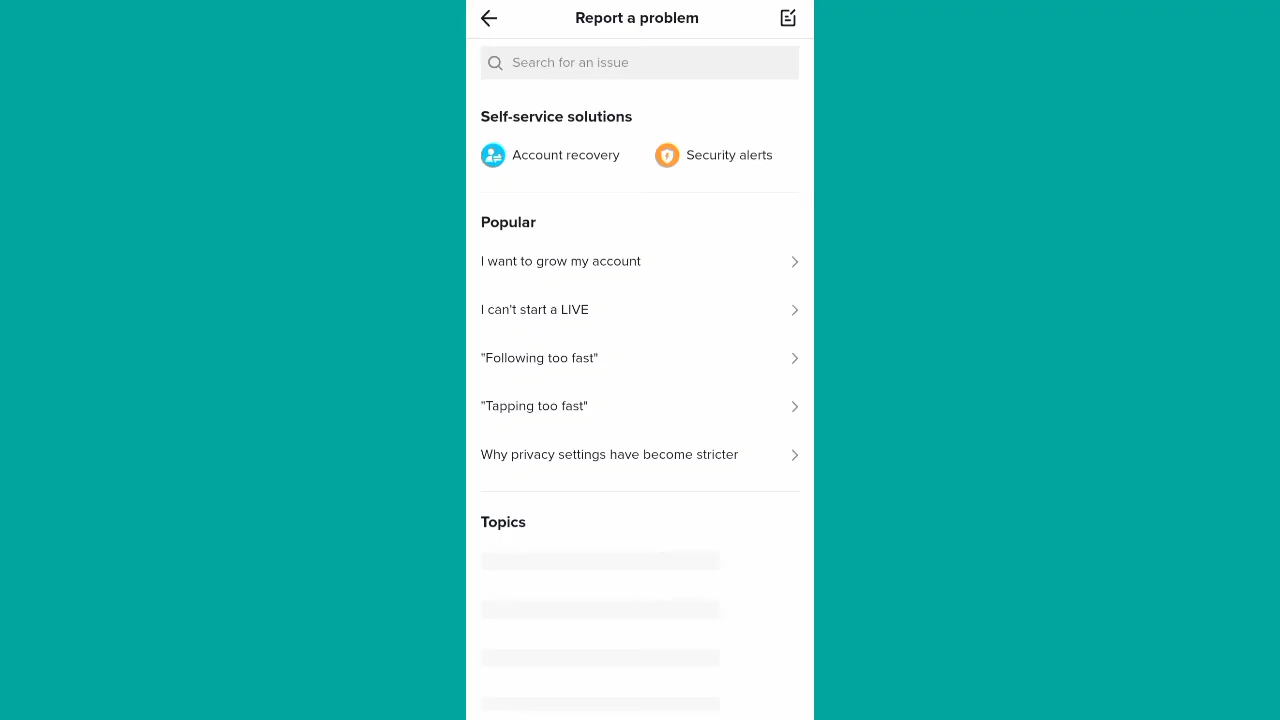 Report a problem
Search for an issue
Self-service solutions
Account recovery
Security alerts
Popular
I want to grow my account
I can't start a LIVE
"Following too fast"
"Tapping too fast"
Why privacy settings have become stricter
Topics